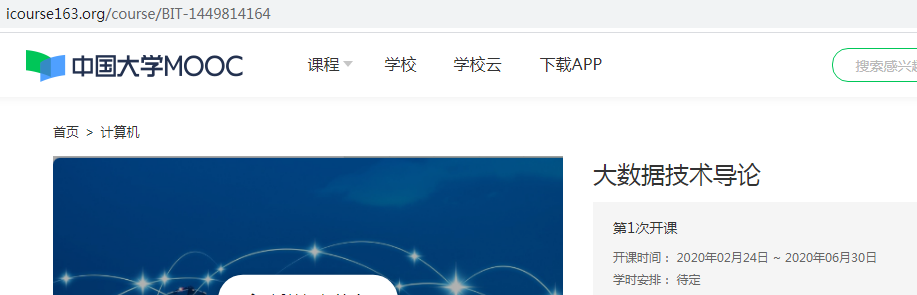 icourse163.org/course/BIT-1449814164
中国大学MOOC 课程 学校 学校云 下载APP 搜索感兴
首页 > 计算机
大数据技术导论
第1次开课
开课时间： 2020年02月24日 ~ 2020年06月30日
学时安排： 待定